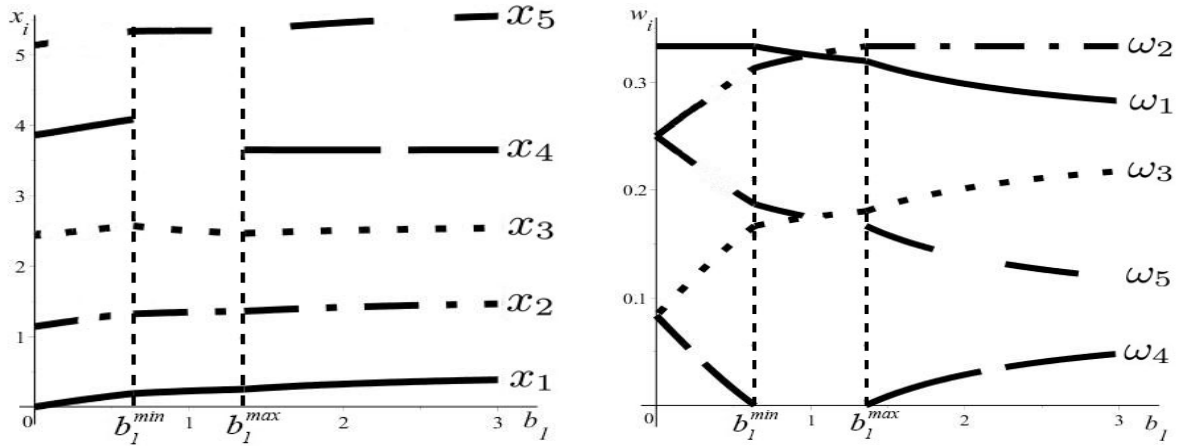 x_i
5
4
3
2
1
0
b_1^{min}
1
b_1^{max}
2
3
b_1
x_5
x_4
x_3
x_2
x_1
w_i
0.3
0.2
0.1
0
b_1^{min}
1
b_1^{max}
2
3
b_1
ω_2
ω_1
ω_3
ω_5
ω_4